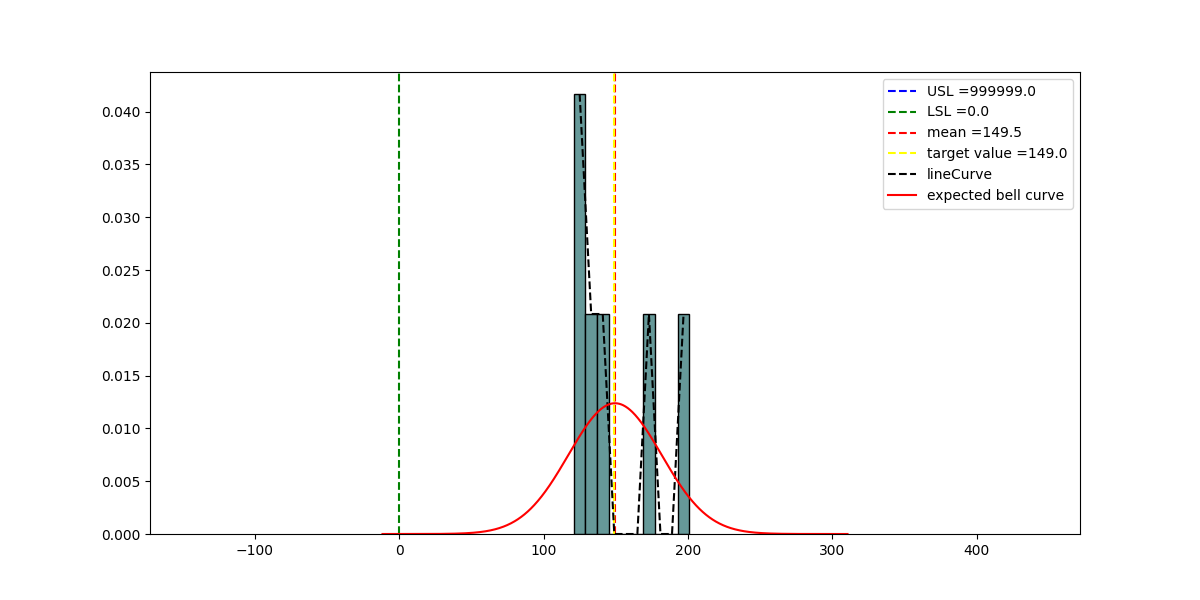 USL =999999.0
LSL =0.0
mean =149.5
target value =149.0
lineCurve
expected bell curve
0.040
0.035
0.030
0.025
0.020
0.015
0.010
0.005
0.000
−100
0
100
200
300
400